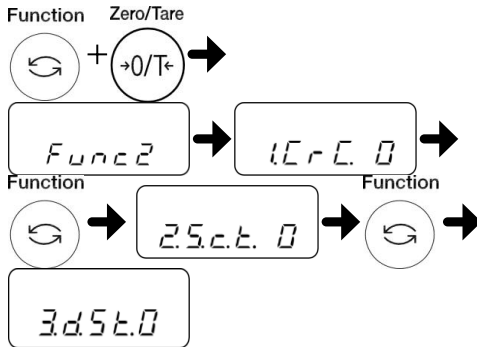 Function Zero/Tare
+ →0/T←
Func2 1.CrC. 0
Function Function
2.S.c.t. 0
3.d.St.0